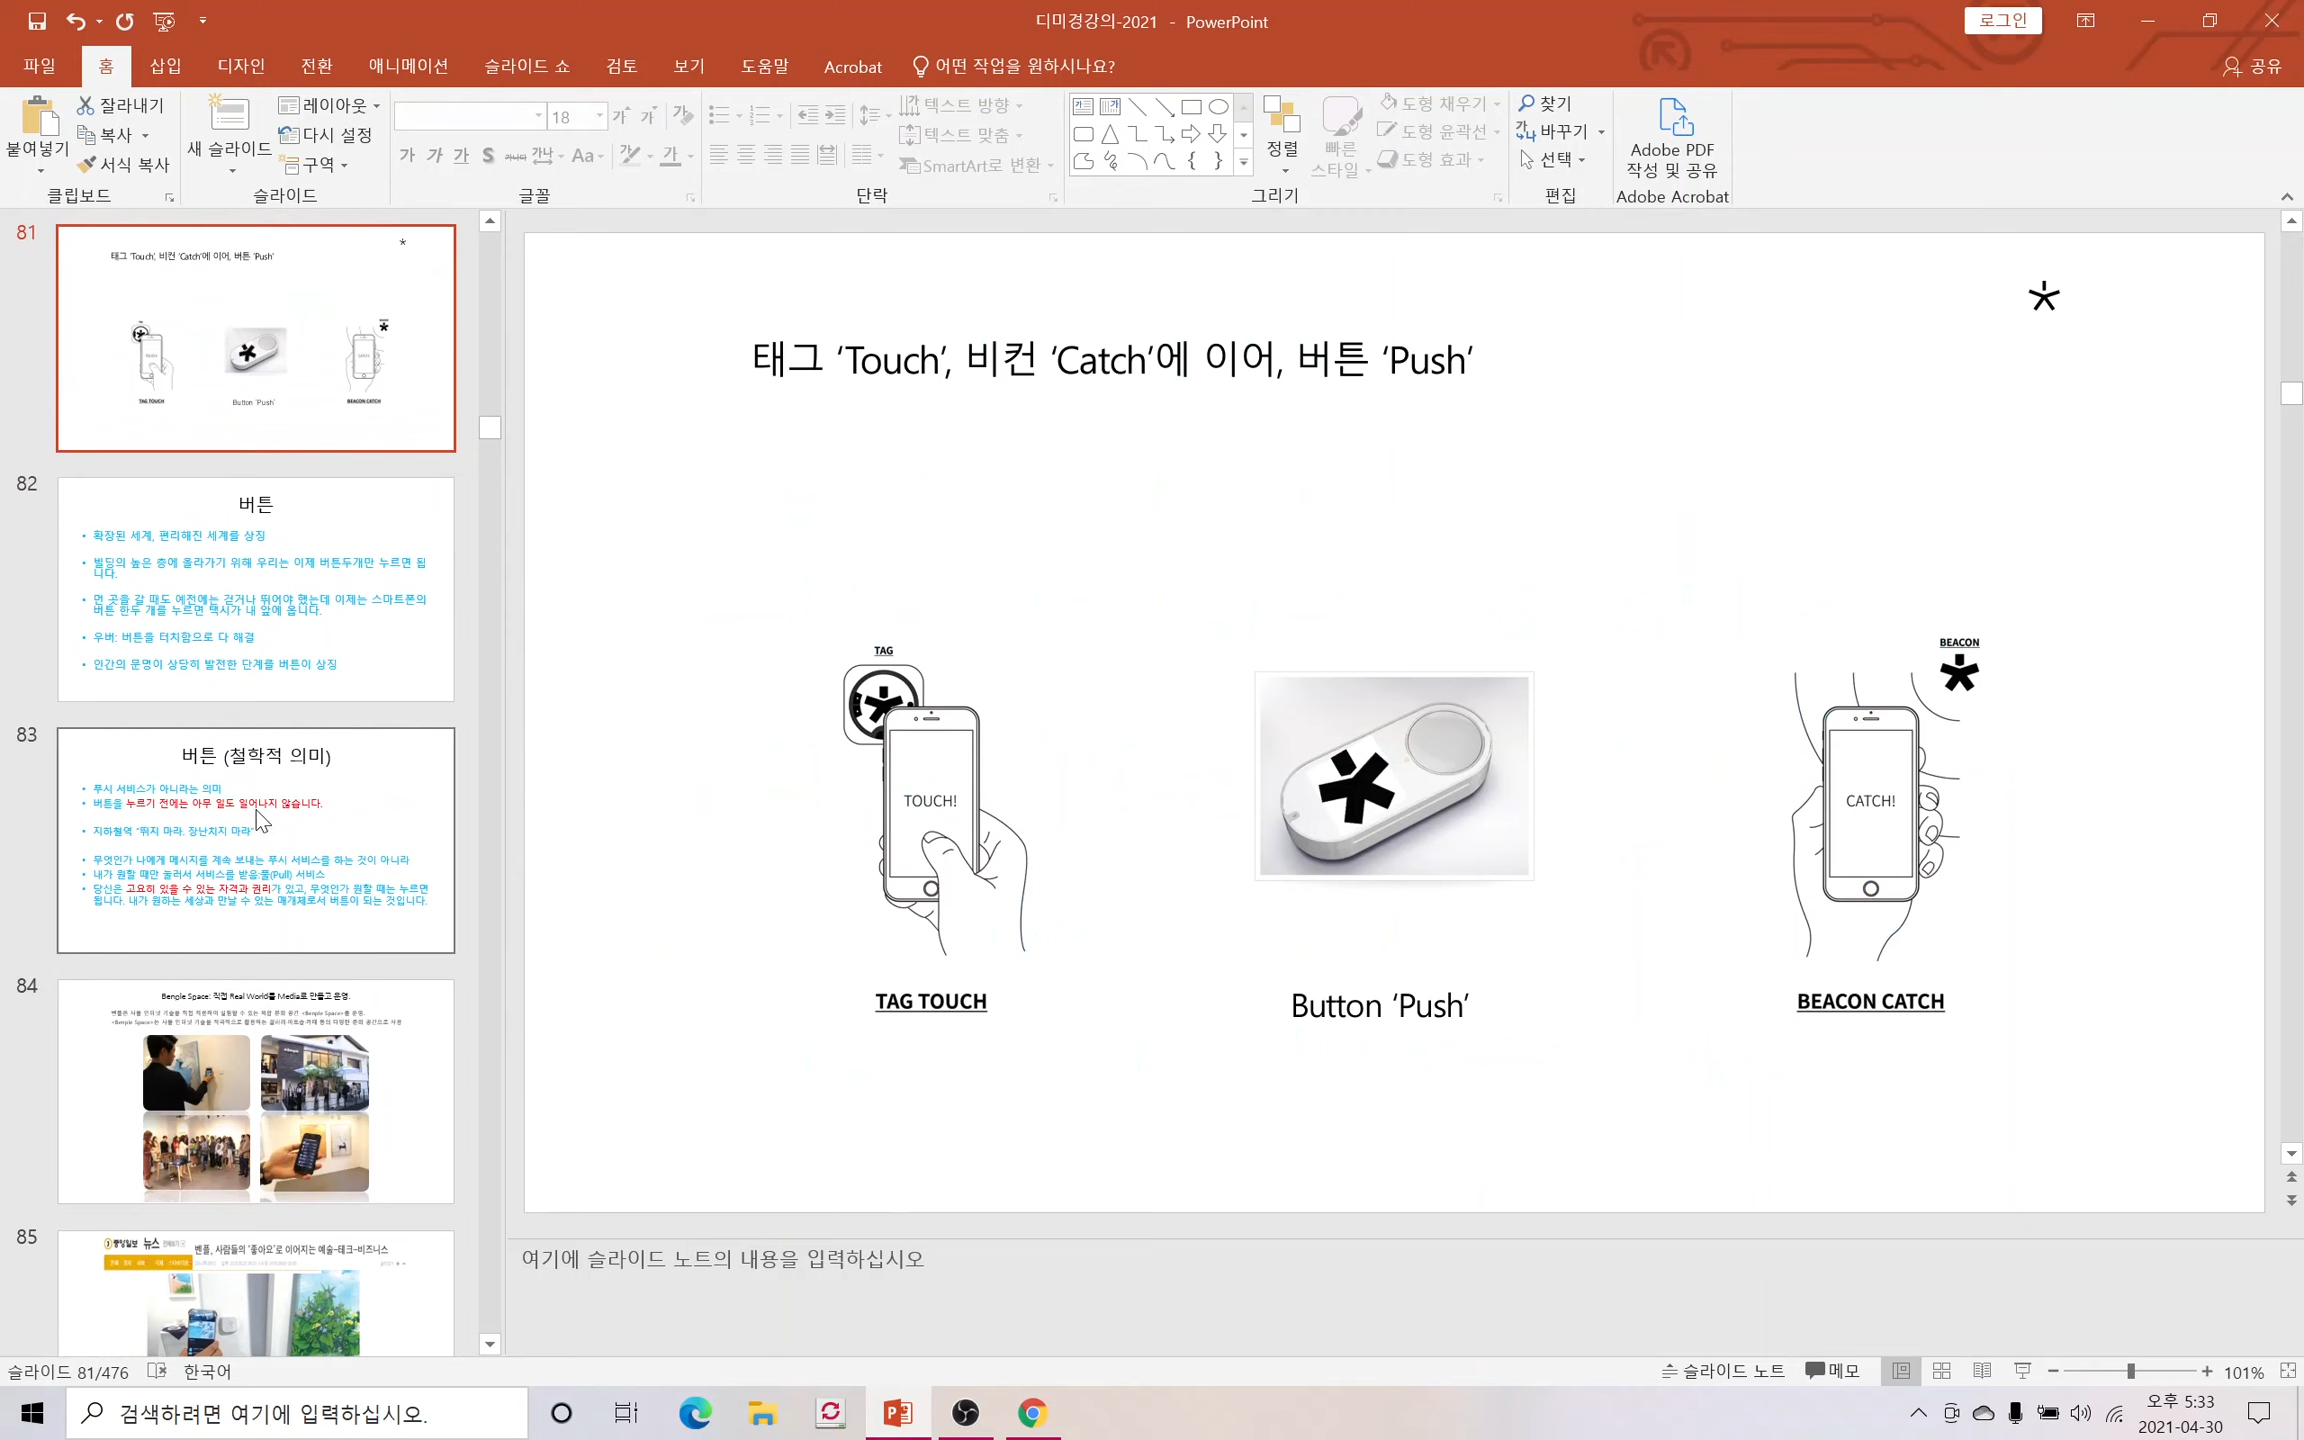 디미경강의-2021 - PowerPoint
로그인
파일 홈 삽입 디자인 전환 애니메이션 슬라이드 쇼 검토 보기 도움말 Acrobat 어떤 작업을 원하시나요? 공유
붙여넣기
잘라내기
복사
서식 복사
클립보드
새 슬라이드
레이아웃
다시 설정
구역
슬라이드
18
가 가 가 S 가나다 간나 Aa 가
글꼴
텍스트 방향
텍스트 맞춤
SmartArt로 변환
단락
정렬
빠른
스타일
도형 채우기
도형 윤곽선
도형 효과
그리기
찾기
바꾸기
선택
편집
Adobe PDF
작성 및 공유
Adobe Acrobat
81
태그 ‘Touch’, 비컨 ‘Catch’에 이어, 버튼 ‘Push’
TAG TOUCH
Button ‘Push’
BEACON CATCH
82
버튼
• 확장된 세계, 편리해진 세계를 상징
• 빌딩의 높은 층에 올라가기 위해 우리는 이제 버튼두개만 누르면 됩
니다.
• 먼 곳을 갈 때도 예전에는 걷거나 뛰어야 했는데 이제는 스마트폰의
버튼 한두 개를 누르면 택시가 내 앞에 옵니다.
• 우버: 버튼을 터치함으로 다 해결
• 인간의 문명이 상당히 발전한 단계를 버튼이 상징
83
버튼 (철학적 의미)
• 푸시 서비스가 아니라는 의미
• 버튼을 누르기 전에는 아무 일도 일어나지 않습니다.
• 지하철역 “뛰지 마라. 장난치지 마라”
• 무엇인가 나에게 메시지를 계속 보내는 푸시 서비스를 하는 것이 아니라
• 내가 원할 때만 눌러서 서비스를 받음:풀(Pull) 서비스
• 당신은 고요히 있을 수 있는 자격과 권리가 있고, 무엇인가 원할 때는 누르면
됩니다. 내가 원하는 세상과 만날 수 있는 매개체로서 버튼이 되는 것입니다.
84
Benple Space: 직접 Real World를 Media로 만들고 운영.
85
중앙일보 뉴스
벤플, 사람들의 ‘좋아요’로 이어지는 예술-테크-비즈니스
태그 ‘Touch’, 비컨 ‘Catch’에 이어, 버튼 ‘Push’
TAG
TOUCH!
TAG TOUCH
Button ‘Push’
BEACON
CATCH!
BEACON CATCH
여기에 슬라이드 노트의 내용을 입력하십시오
슬라이드 81/476 한국어
슬라이드 노트 메모 101%
검색하려면 여기에 입력하십시오.
오후 5:33
2021-04-30